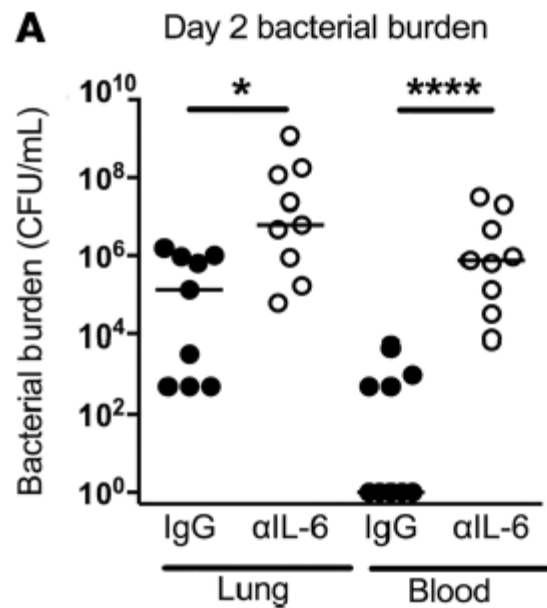 A Day 2 bacterial burden
* ****
Bacterial burden (CFU/mL)
10¹⁰
10⁸
10⁶
10⁴
10²
10⁰
IgG αIL-6 IgG αIL-6
Lung Blood